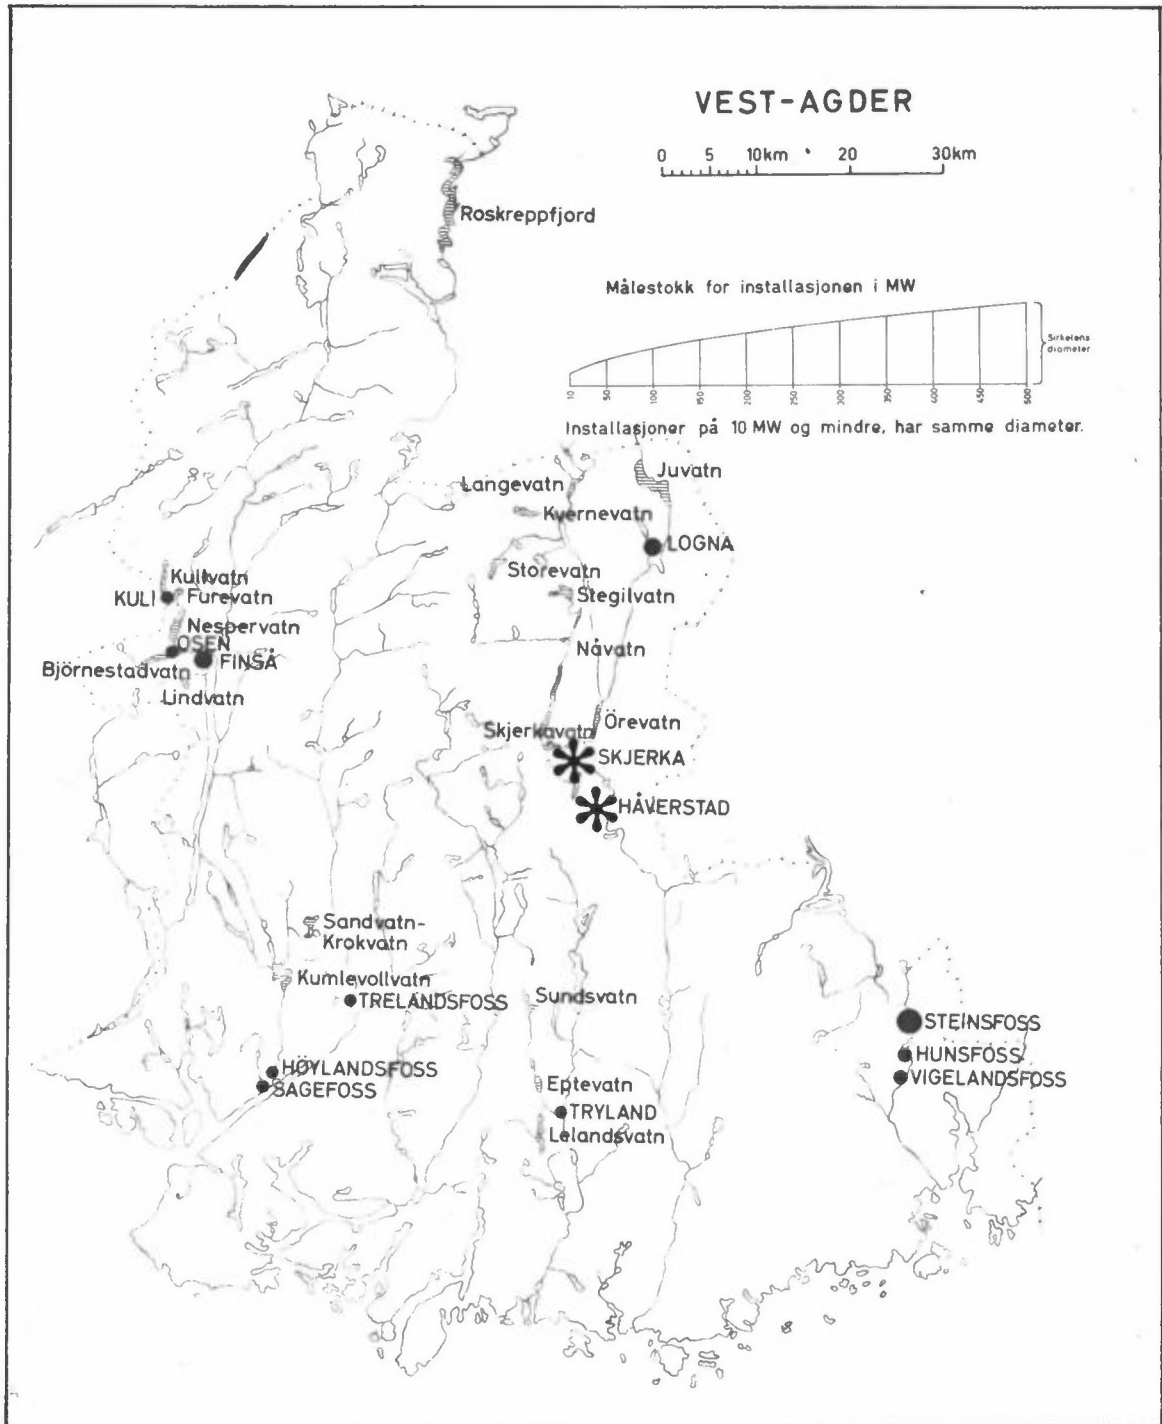 VEST-AGDER
0 5 10km 20 30km
Roskreppfjord
Målestokk for installasjonen i MW
Sirkelens
diameter
10 50 100 150 200 250 300 350 400 450 500
Installasjoner på 10 MW og mindre, har samme diameter.
Juvatn
Langevatn
Kvernevatn
LOGNA
Storevatn
Kullvatn
KULI
Furevatn
Stegilvatn
Nespervatn
OSEN
Nåvatn
FINSÅ
Björnestadvatn
Lindvatn
Örevatn
Skjerkavatn
SKJERKA
HÅVERSTAD
Sandvatn-
Krokvatn
Kumlevollvatn
TRELANDSFOSS
Sundsvatn
STEINSFOSS
HUNSFOSS
HÖYLANDSFOSS
VIGELANDSFOSS
SAGEFOSS
Eptevatn
TRYLAND
Lelandsvatn